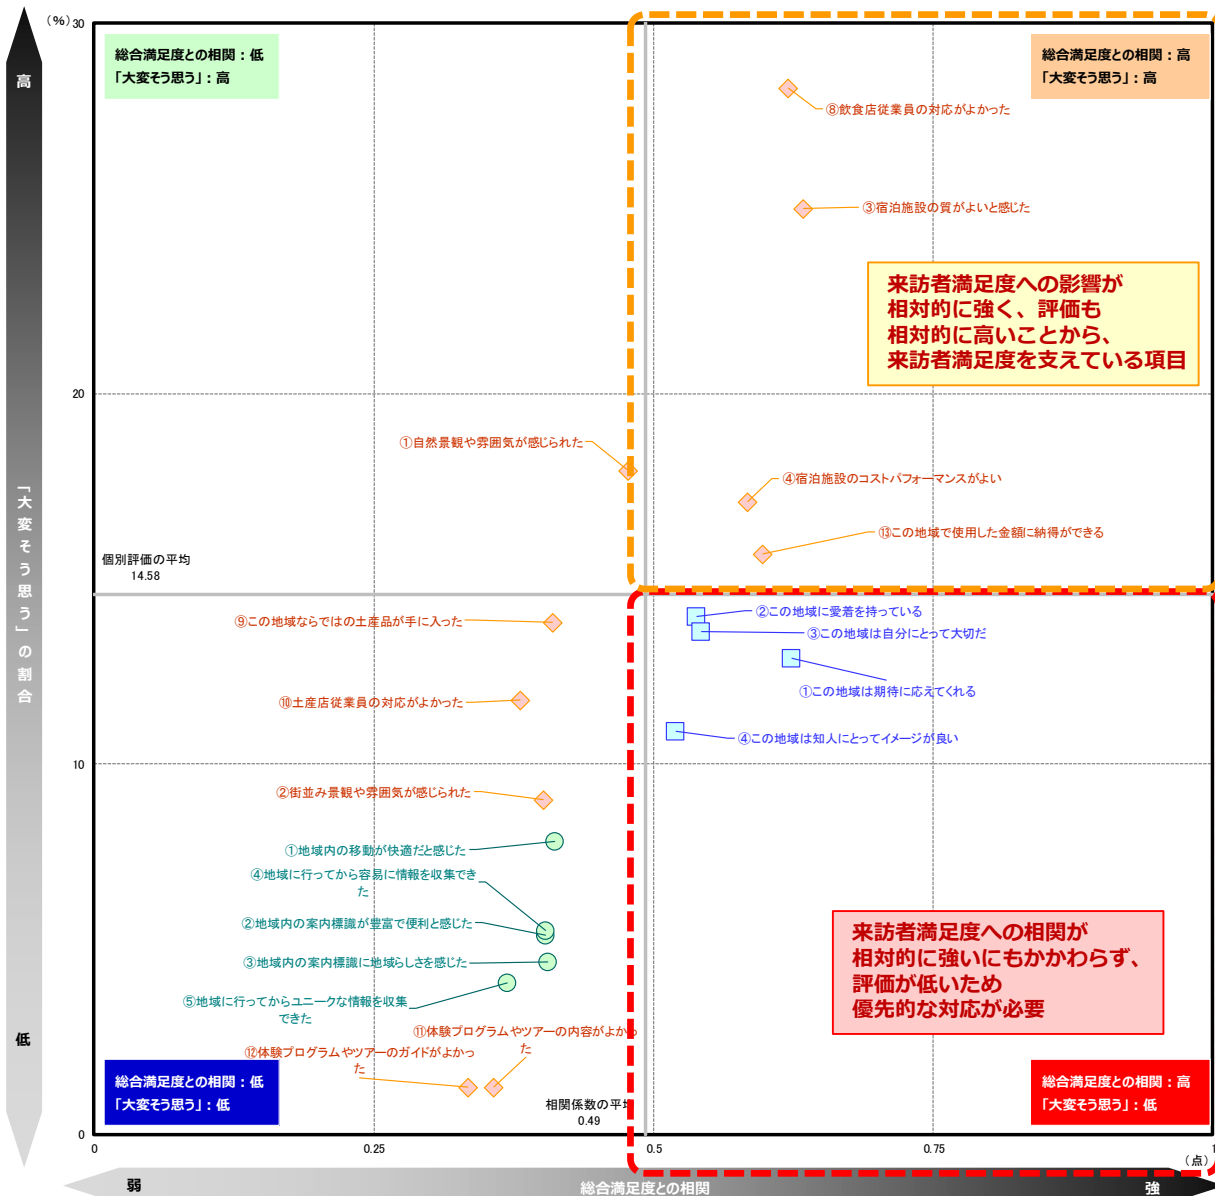 (%)
30
総合満足度との相関：低
「大変そう思う」：高
総合満足度との相関：高
「大変そう思う」：高
高
⑧飲食店従業員の対応がよかった
③宿泊施設の質がよいと感じた
来訪者満足度への影響が
相対的に強く、評価も
相対的に高いことから、
来訪者満足度を支えている項目
20
①自然景観や雰囲気が感じられた
④宿泊施設のコストパフォーマンスがよい
⑬この地域で使用した金額に納得ができる
「大変そう思う」の割合
個別評価の平均
14.58
②この地域に愛着を持っている
⑨この地域ならではの土産品が手に入った
③この地域は自分にとって大切だ
①この地域は期待に応えてくれる
⑩土産店従業員の対応がよかった
④この地域は知人にとってイメージが良い
10
②街並み景観や雰囲気が感じられた
①地域内の移動が快適だと感じた
④地域に行ってから容易に情報を収集でき
た
②地域内の案内標識が豊富で便利と感じた
③地域内の案内標識に地域らしさを感じた
⑤地域に行ってからユニークな情報を収集
できた
来訪者満足度への相関が
相対的に強いにもかかわらず、
評価が低いため
優先的な対応が必要
⑪体験プログラムやツアーの内容がよかっ
た
⑫体験プログラムやツアーのガイドがよかっ
た
低
総合満足度との相関：低
「大変そう思う」：低
総合満足度との相関：高
「大変そう思う」：低
相関係数の平均
0.49
0
0
0.25
0.5
0.75
1
(点)
弱
総合満足度との相関
強